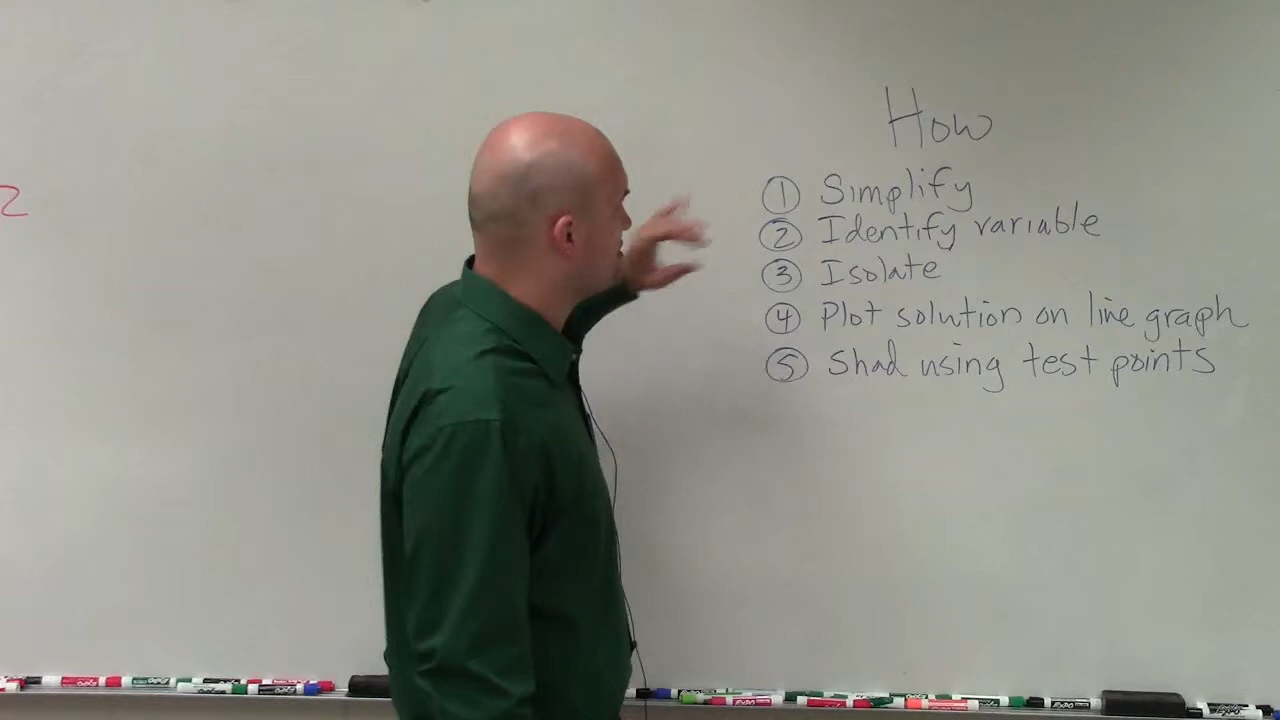 2
How
① Simplify
② Identify variable
③ Isolate
④ Plot solution on line graph
⑤ Shad using test points